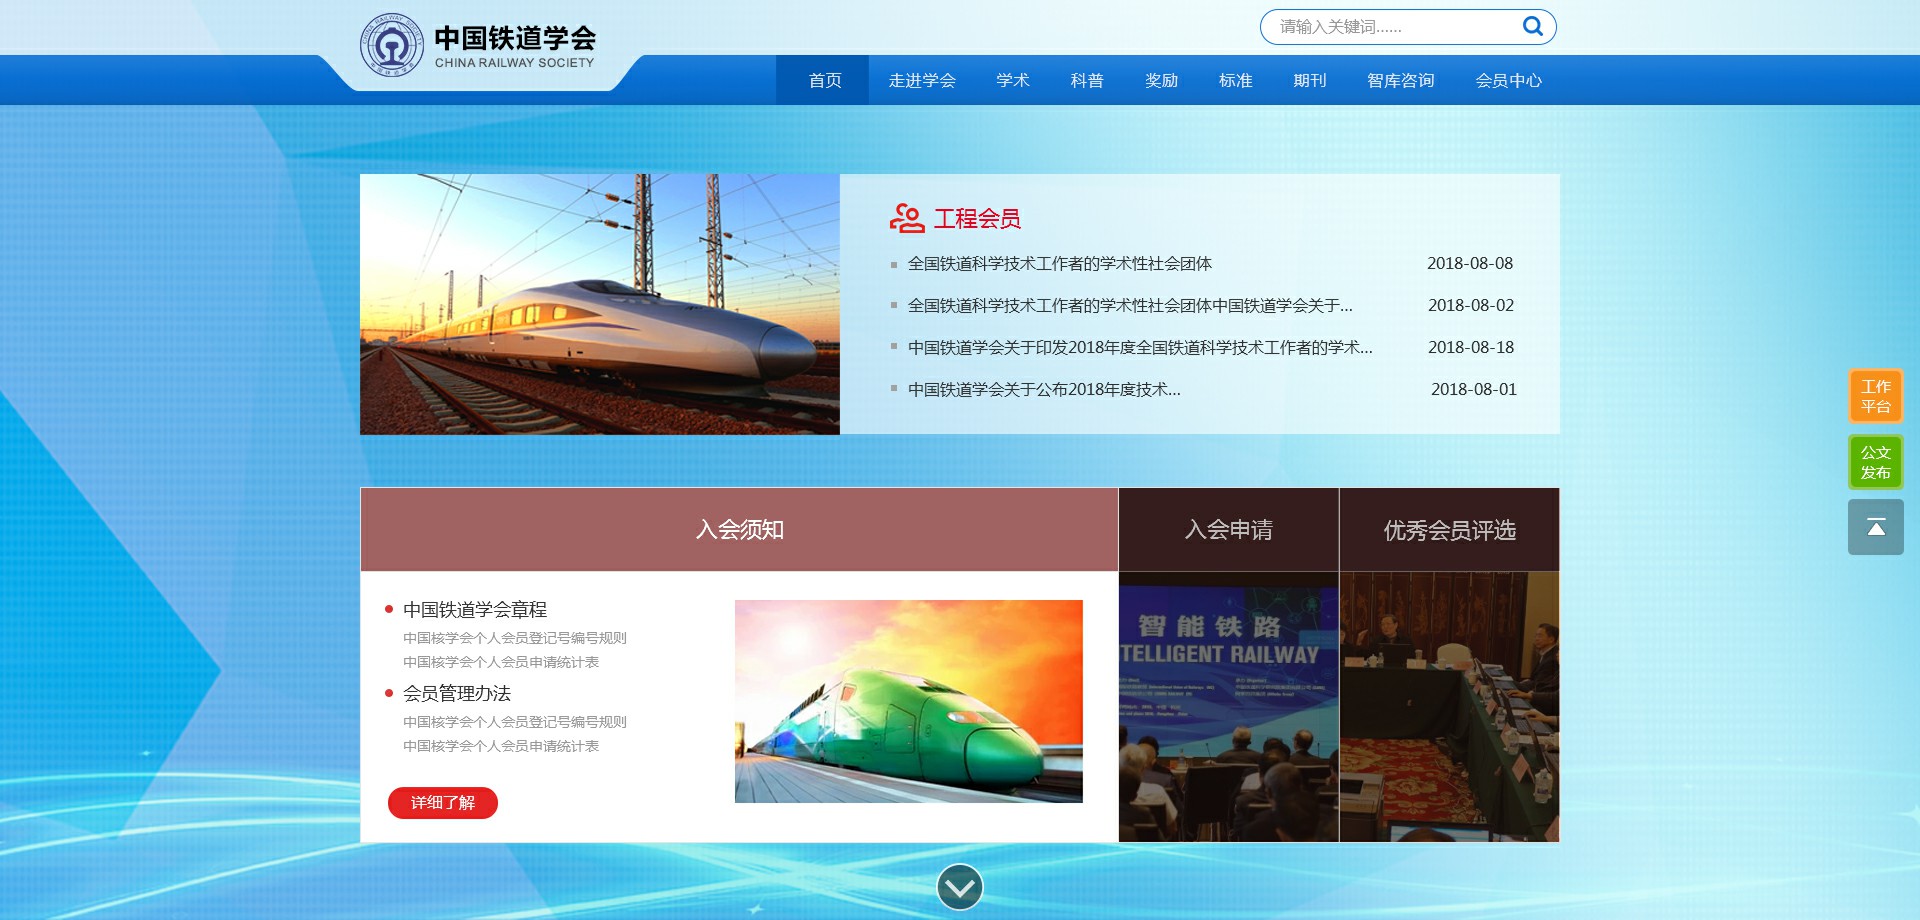 中国铁道学会
CHINA RAILWAY SOCIETY
请输入关键词......
首页 走进学会 学术 科普 奖励 标准 期刊 智库咨询 会员中心
工程会员
全国铁道科学技术工作者的学术性社会团体 2018-08-08
全国铁道科学技术工作者的学术性社会团体中国铁道学会关于... 2018-08-02
中国铁道学会关于印发2018年度全国铁道科学技术工作者的学术... 2018-08-18
中国铁道学会关于公布2018年度技术... 2018-08-01
工作
平台
公文
发布
入会须知
入会申请
优秀会员评选
中国铁道学会章程
中国核学会个人会员登记号编号规则
中国核学会个人会员申请统计表
会员管理办法
中国核学会个人会员登记号编号规则
中国核学会个人会员申请统计表
详细了解
智能铁路
TELLIGENT RAILWAY